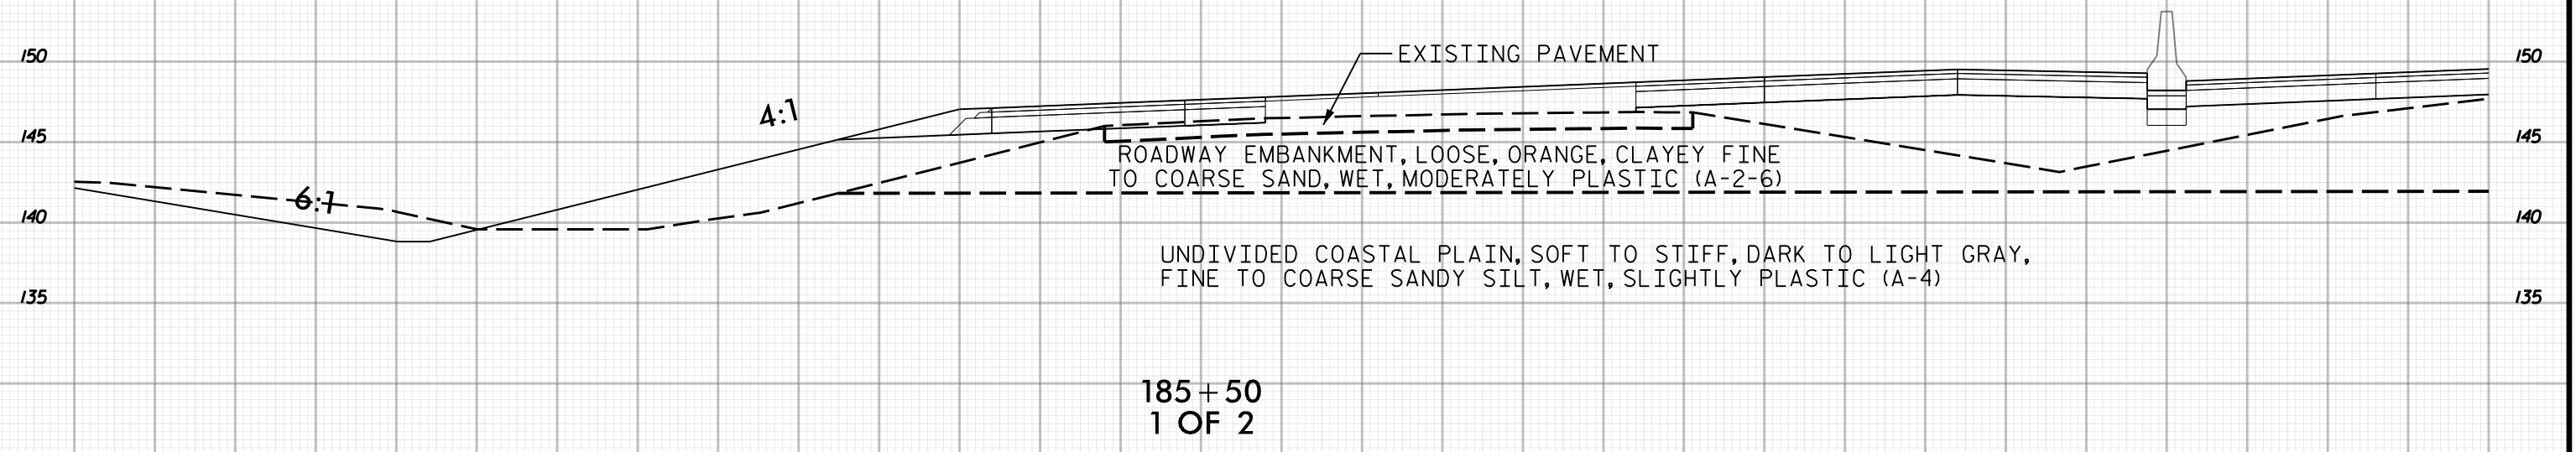 150
EXISTING PAVEMENT
150
4:1
145
145
ROADWAY EMBANKMENT, LOOSE, ORANGE, CLAYEY FINE
TO COARSE SAND, WET, MODERATELY PLASTIC (A-2-6)
6:1
140
140
UNDIVIDED COASTAL PLAIN, SOFT TO STIFF, DARK TO LIGHT GRAY,
FINE TO COARSE SANDY SILT, WET, SLIGHTLY PLASTIC (A-4)
135
135
185+50
1 OF 2